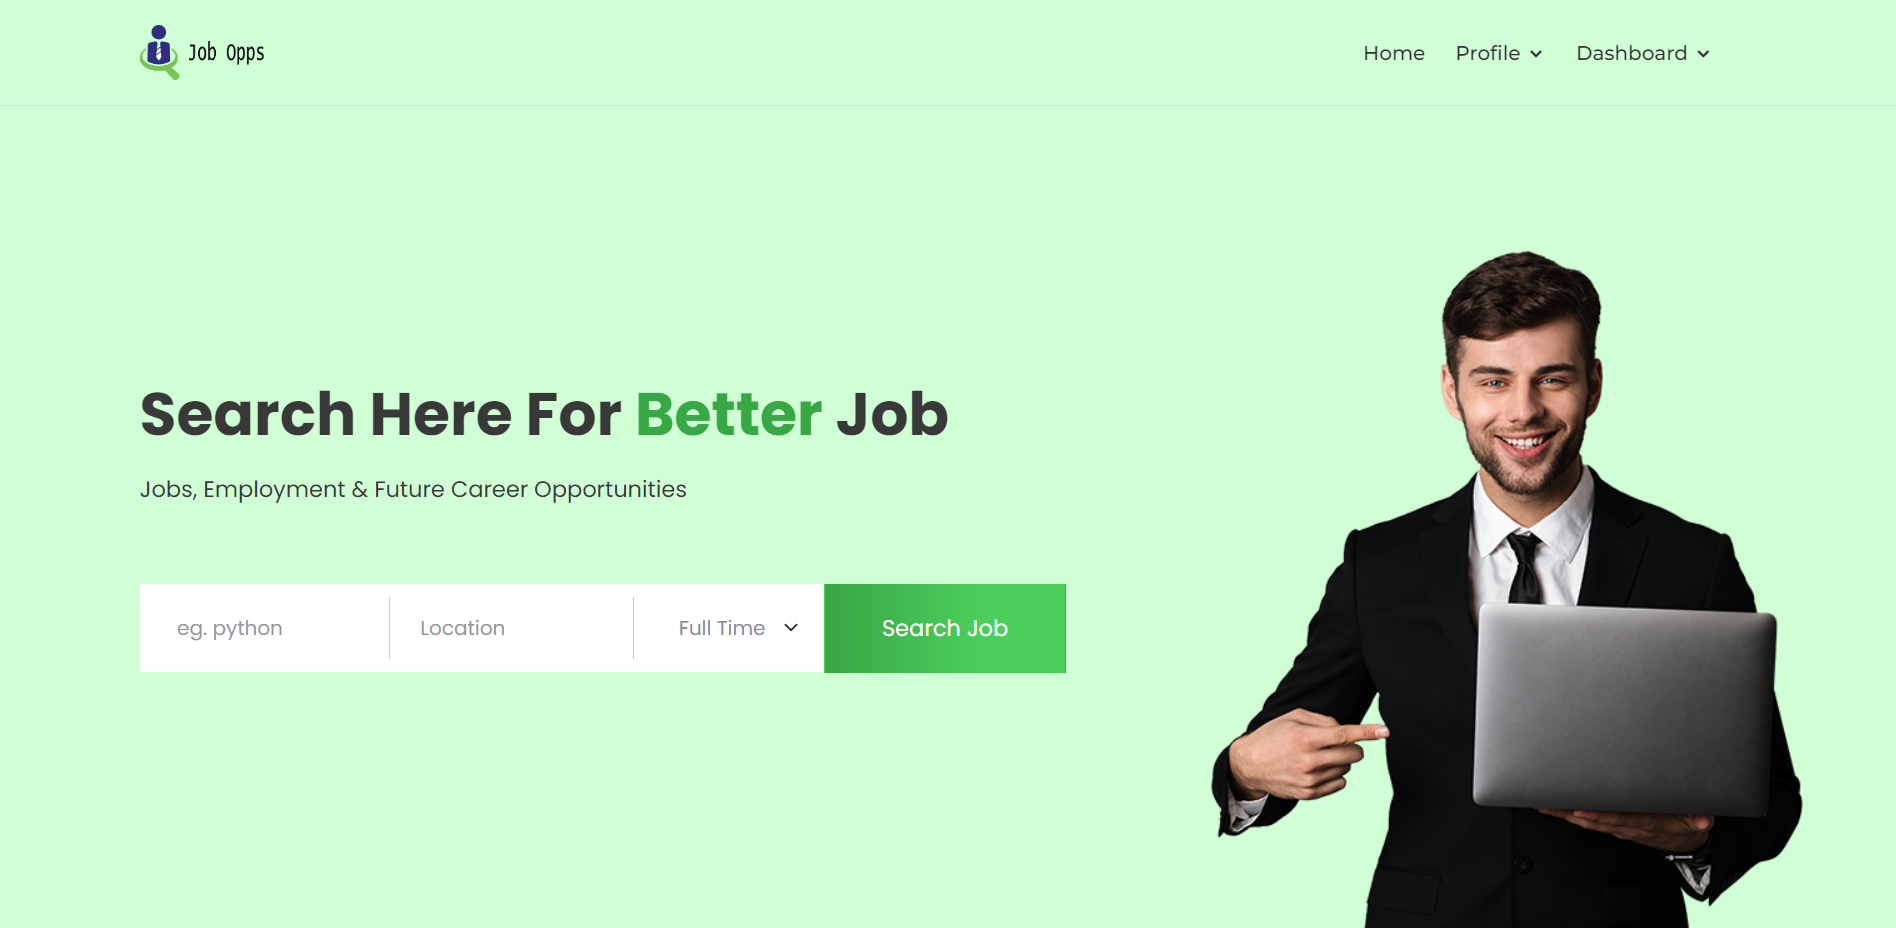 Job Opps
Home Profile Dashboard
Search Here For Better Job
Jobs, Employment & Future Career Opportunities
eg. python Location Full Time Search Job